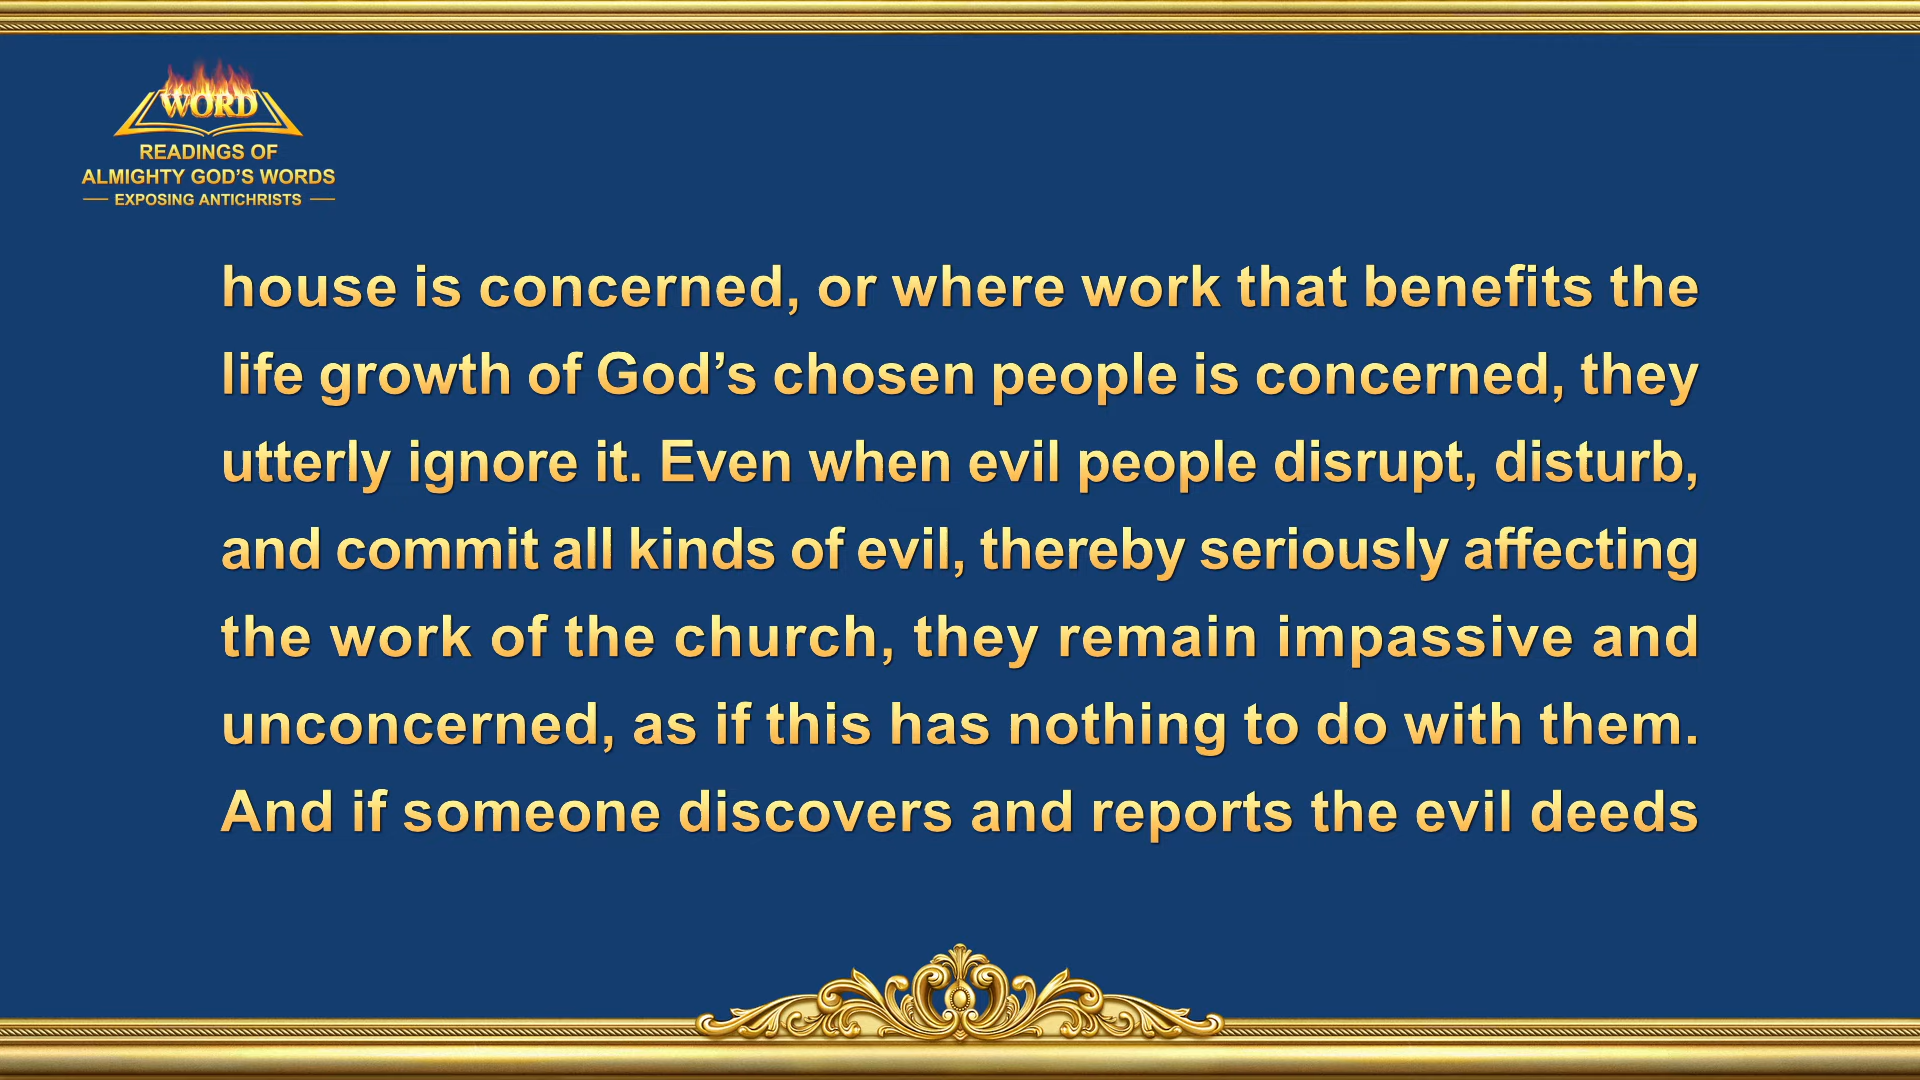 WORD
READINGS OF
ALMIGHTY GOD’S WORDS
EXPOSING ANTICHRISTS
house is concerned, or where work that benefits the
life growth of God’s chosen people is concerned, they
utterly ignore it. Even when evil people disrupt, disturb,
and commit all kinds of evil, thereby seriously affecting
the work of the church, they remain impassive and
unconcerned, as if this has nothing to do with them.
And if someone discovers and reports the evil deeds